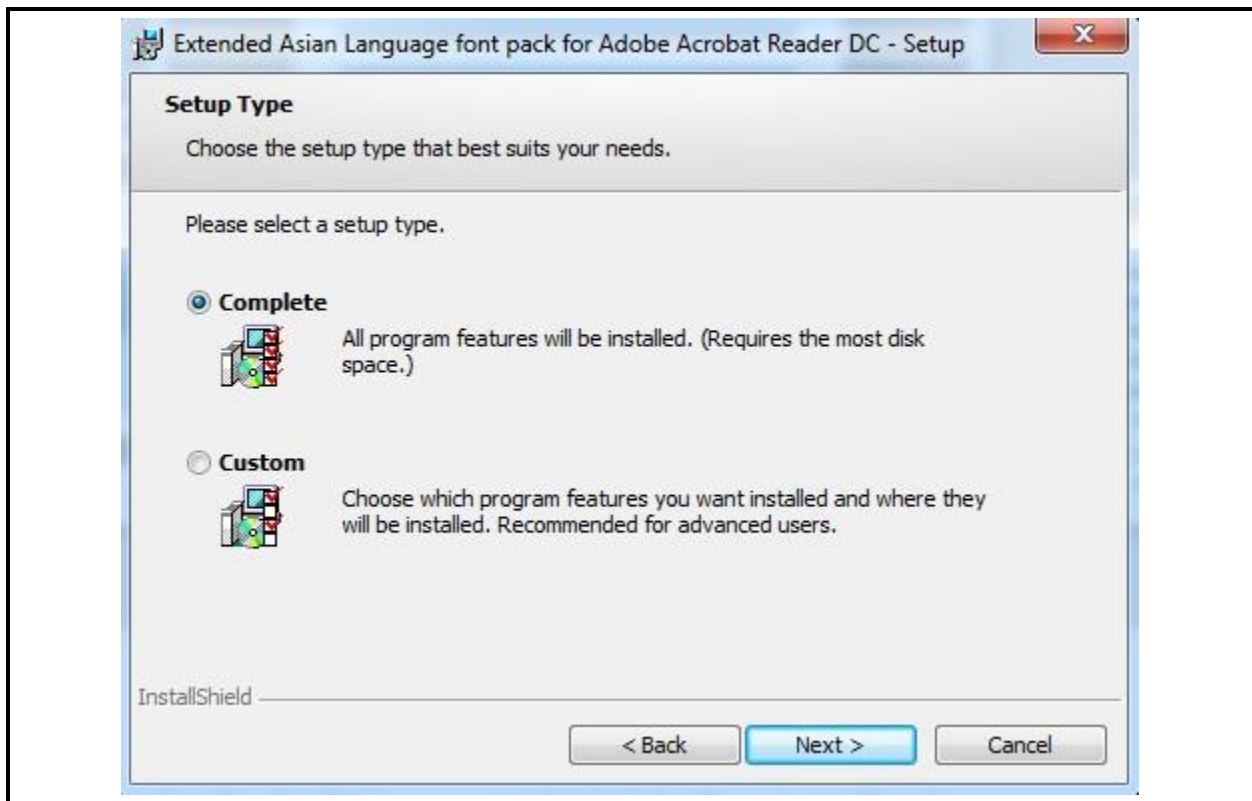 Extended Asian Language font pack for Adobe Acrobat Reader DC - Setup
Setup Type
Choose the setup type that best suits your needs.
Please select a setup type.
Complete
All program features will be installed. (Requires the most disk
space.)
Custom
Choose which program features you want installed and where they
will be installed. Recommended for advanced users.
InstallShield
< Back
Next >
Cancel